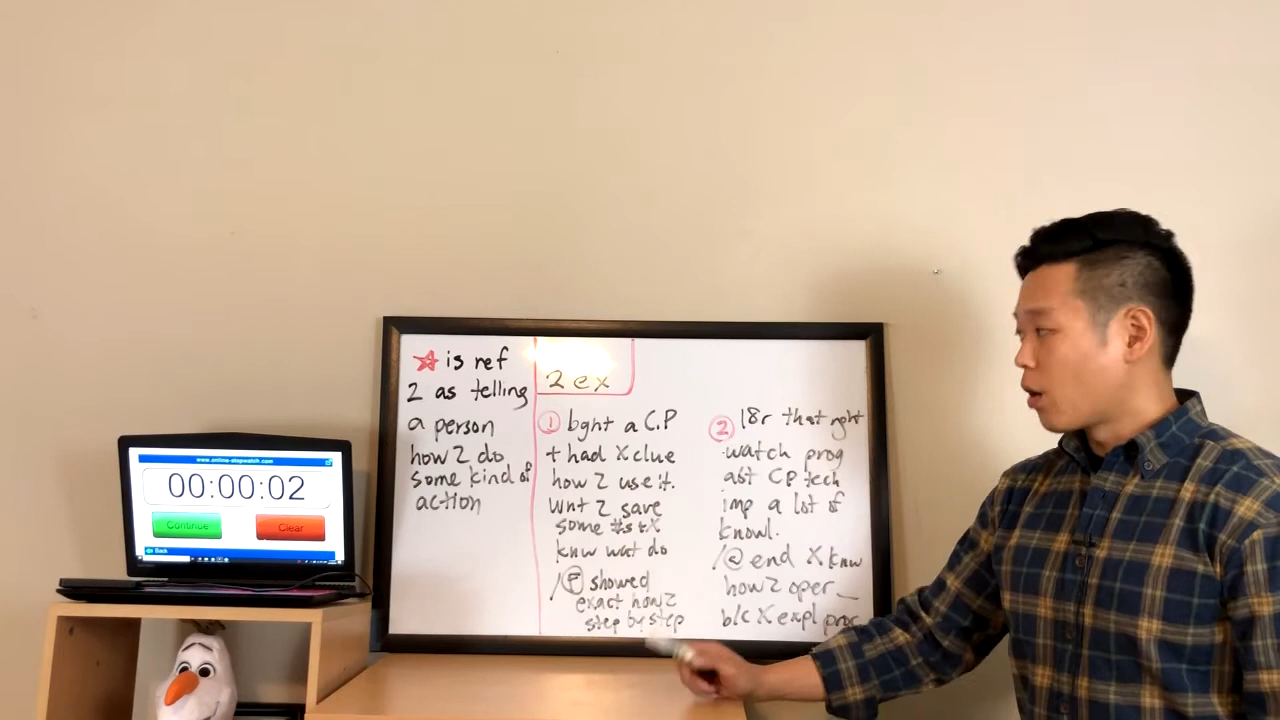 www.online-stopwatch.com
00:00:02
Continue
Clear
Back
is ref
2 as telling
a person
how 2 do
some kind of
action
2 ex
1 bght a C.P
+ had X clue
how 2 use it.
Wnt 2 save
some #s + X
knw wat do
/ P showed
exact how 2
step by step
2 18r that night
watch prog
abt CP tech
imp a lot of
knowl.
/@ end X knw
how 2 oper_
b/c X expl proc